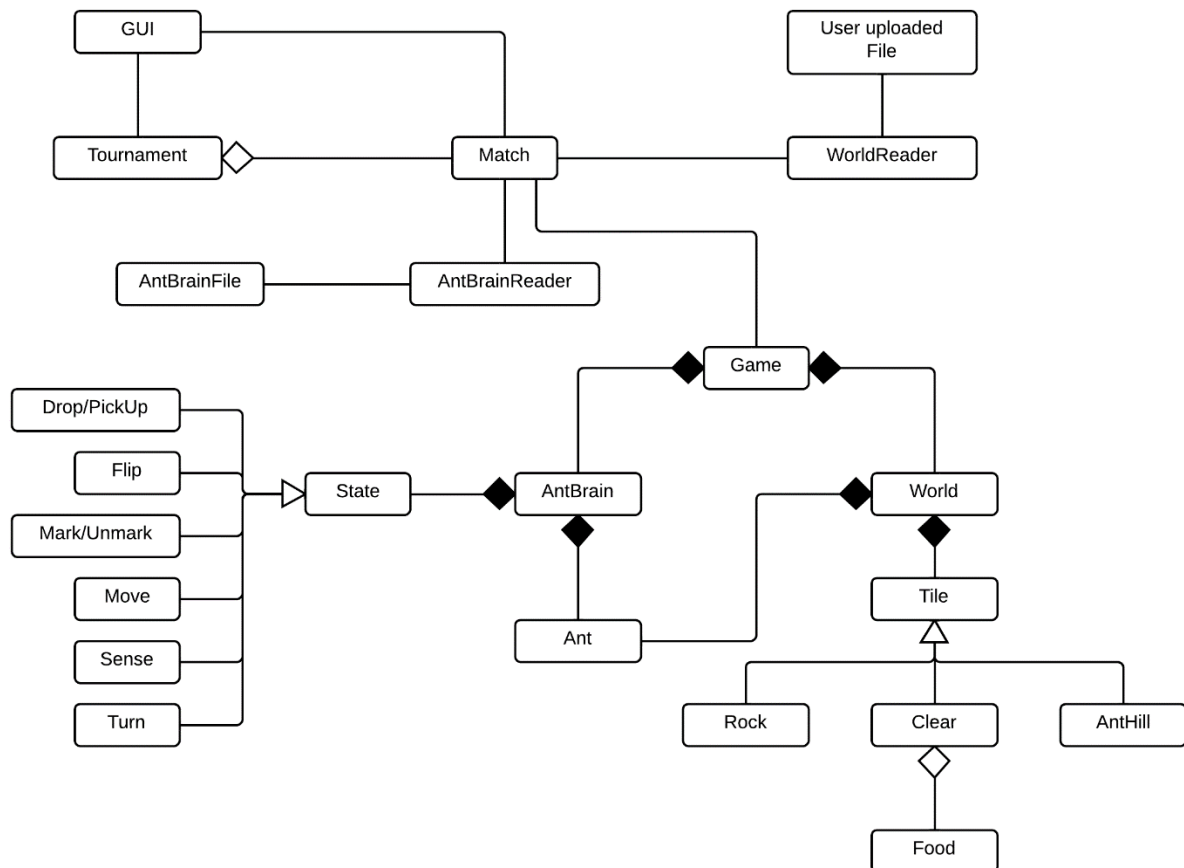 GUI
User uploaded
File
Tournament
Match
WorldReader
AntBrainFile
AntBrainReader
Game
Drop/PickUp
Flip
State
AntBrain
World
Mark/Unmark
Move
Tile
Sense
Ant
Turn
Rock
Clear
AntHill
Food